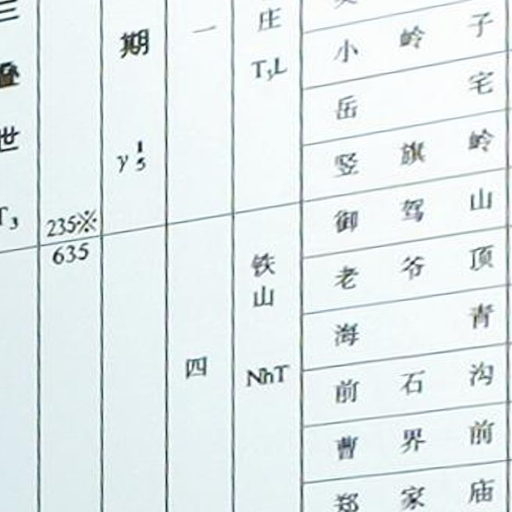 三叠世
T₃
235※
635
期
γ 1/5
一
四
庄
T₃L
铁山
NhT
小岭子
岳宅
竖旗岭
御驾山
老爷顶
海青
前石沟
曹界前
郑家庙